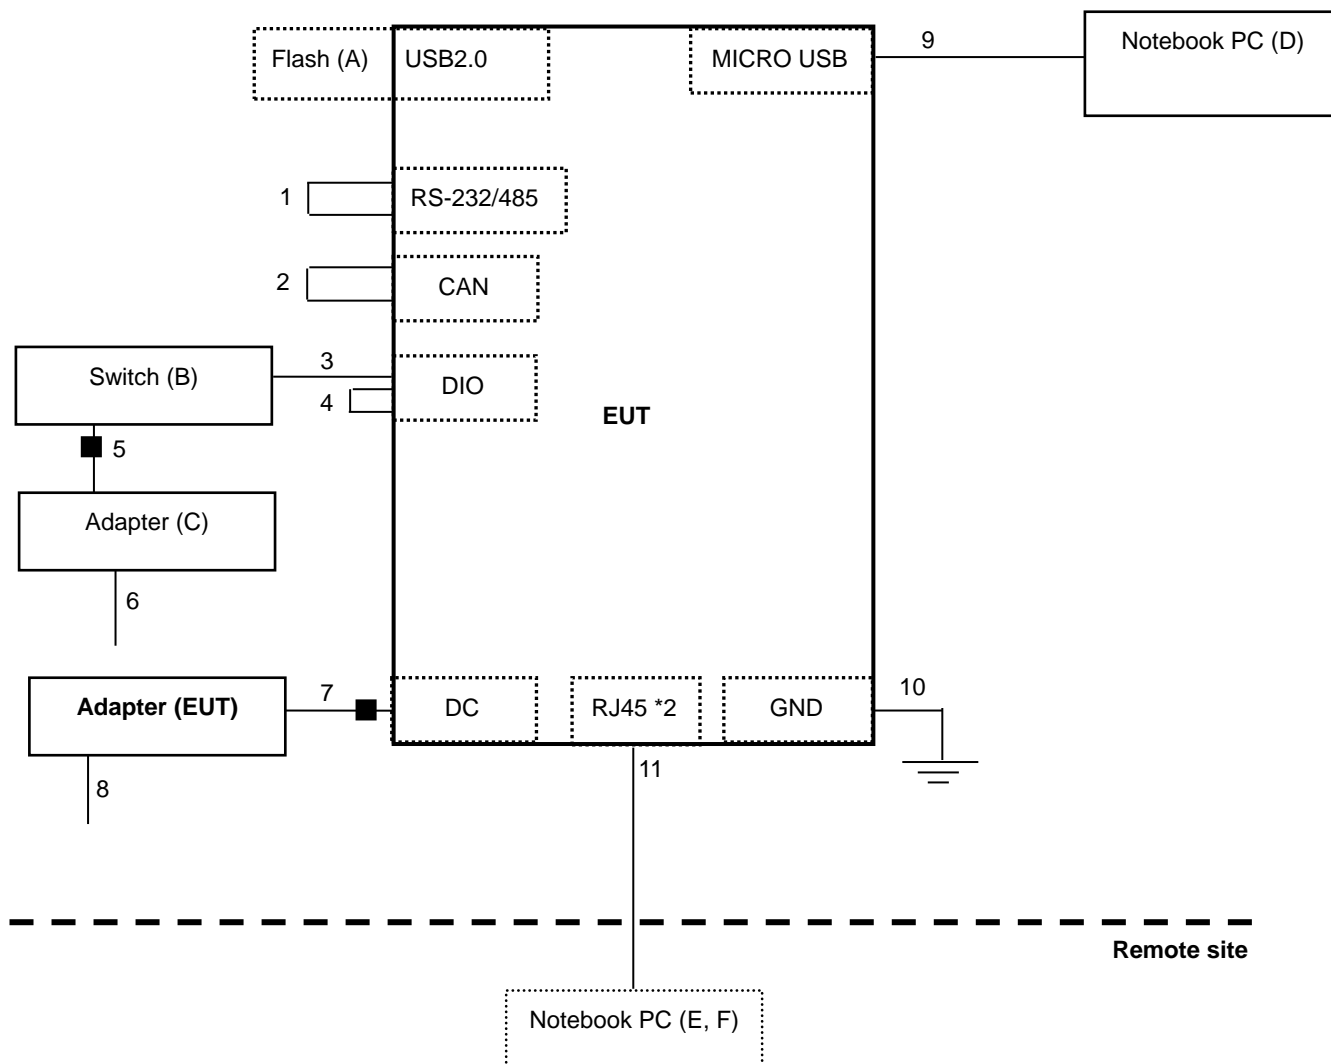 Flash (A)
USB2.0
MICRO USB
9
Notebook PC (D)
1
RS-232/485
2
CAN
Switch (B)
3
4
DIO
EUT
5
Adapter (C)
6
Adapter (EUT)
7
DC
RJ45 *2
GND
10
8
11
Remote site
Notebook PC (E, F)